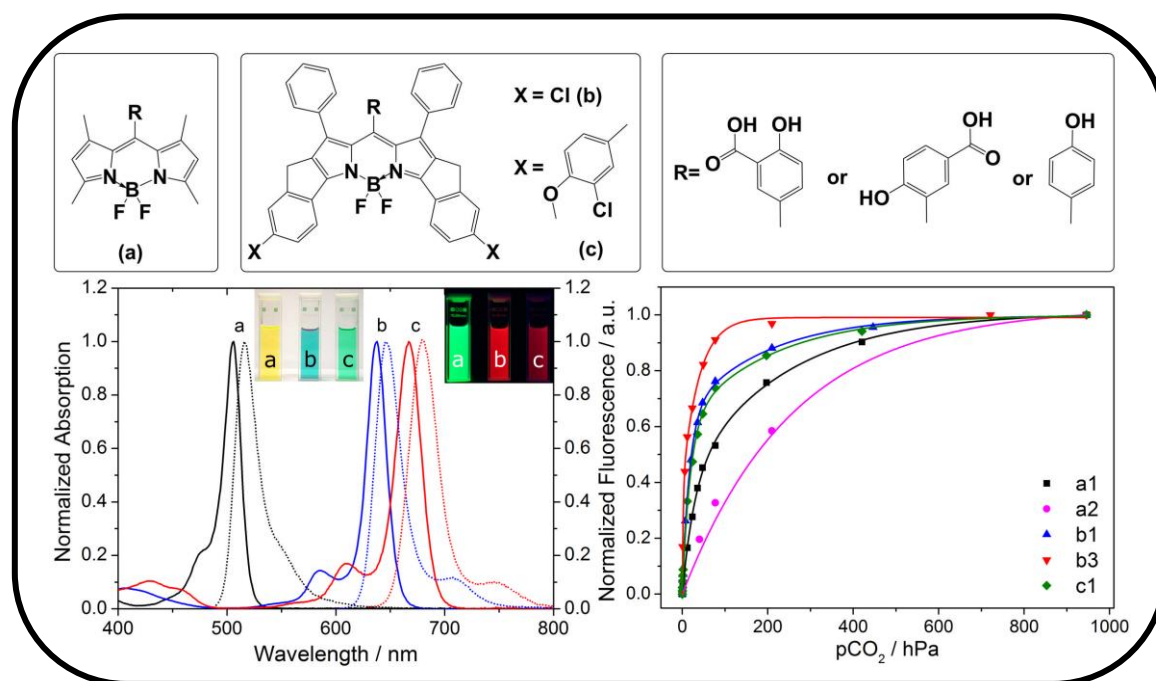 R
N
N
B
F
F
(a)
R
N
N
B
F
F
X
X
X = Cl (b)
X =
O
Cl
(c)
R=
OH
OH
O
or
OH
O
HO
or
OH
1.2
1.0
0.8
0.6
0.4
0.2
0.0
Normalized Absorption
400
500
600
700
800
Wavelength / nm
a
b
c
a
b
c
a
b
c
1.2
1.0
0.8
0.6
0.4
0.2
0.0
Normalized Fluorescence / a.u.
1.0
0.8
0.6
0.4
0.2
0.0
a1
a2
b1
b3
c1
0
200
400
600
800
1000
pCO₂ / hPa